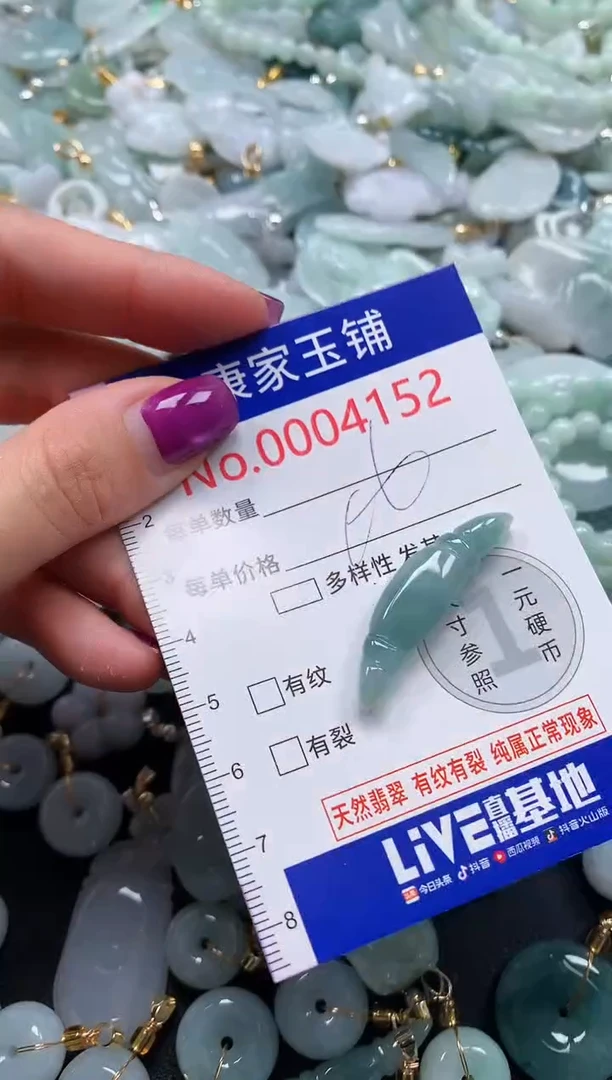 康家玉铺
No.0004152
每单数量
每单价格
多样性 发
一元硬币
寸参照
1
有纹
有裂
天然翡翠 有纹有裂 纯属正常现象
LiVE直播基地
今日头条 抖音 西瓜视频 抖音火山版
2
3
4
5
6
7
8